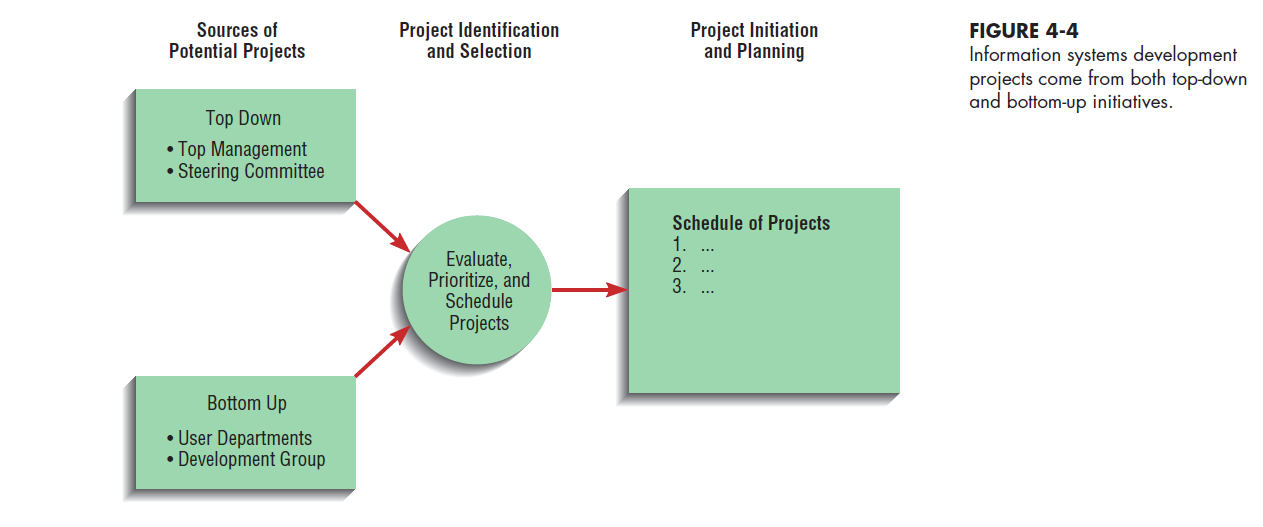 Sources of
Potential Projects
Project Identification
and Selection
Project Initiation
and Planning
FIGURE 4-4
Information systems development
projects come from both top-down
and bottom-up initiatives.
Top Down
• Top Management
• Steering Committee
Evaluate,
Prioritize, and
Schedule
Projects
Schedule of Projects
1. ...
2. ...
3. ...
Bottom Up
• User Departments
• Development Group